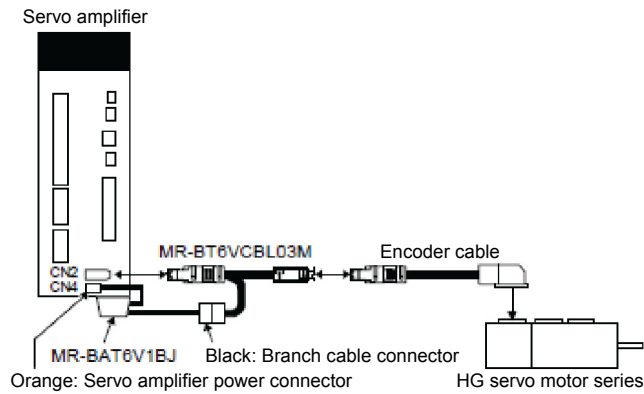 Servo amplifier
CN2
CN4
MR-BT6VCBL03M
Encoder cable
MR-BAT6V1BJ
Black: Branch cable connector
Orange: Servo amplifier power connector
HG servo motor series